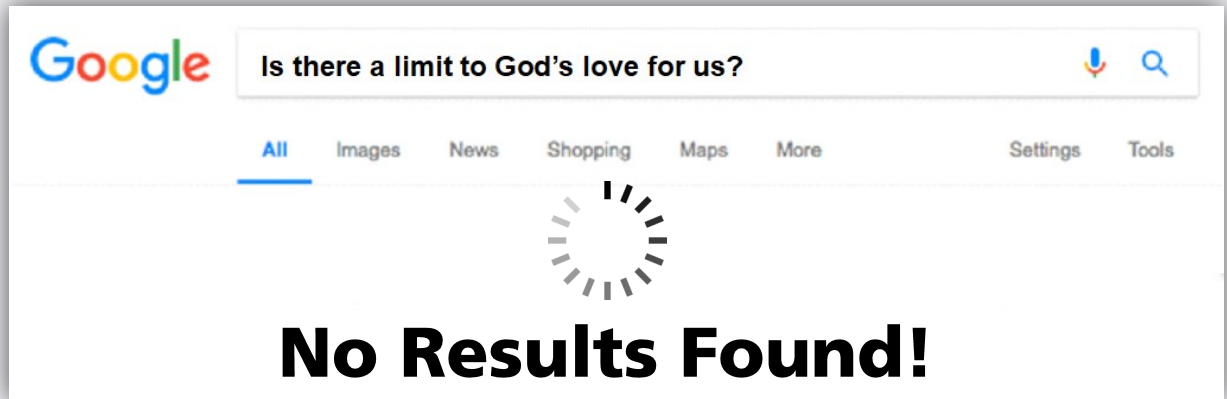 Google Is there a limit to God's love for us?
All Images News Shopping Maps More Settings Tools
No Results Found!